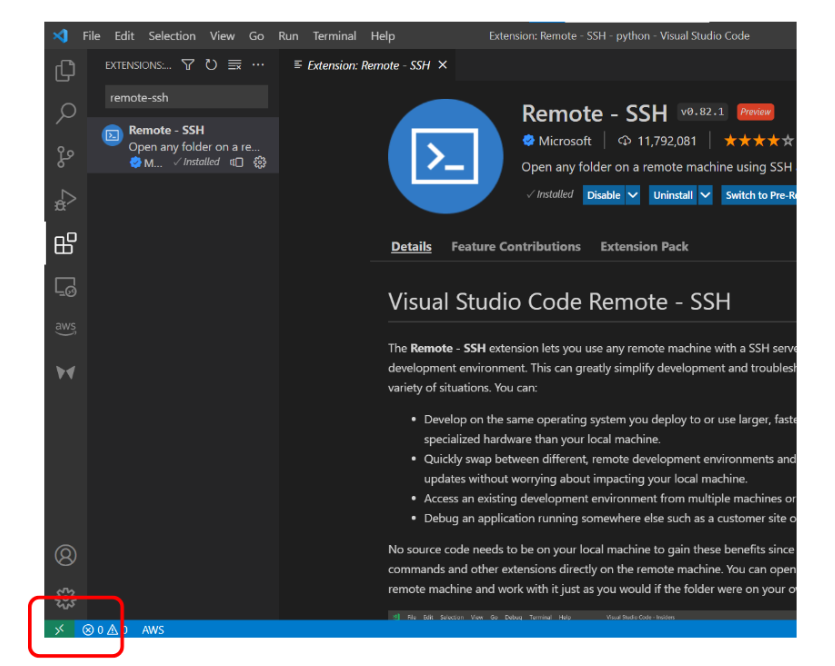 File Edit Selection View Go Run Terminal Help Extension: Remote - SSH - python - Visual Studio Code
EXTENSIONS:...
Extension: Remote - SSH
remote-ssh
Remote - SSH
Open any folder on a re...
M... Installed
aws
Remote - SSH v0.82.1 Preview
Microsoft 11,792,081
Open any folder on a remote machine using SSH
Installed Disable Uninstall Switch to Pre-Re
Details Feature Contributions Extension Pack
Visual Studio Code Remote - SSH
The Remote - SSH extension lets you use any remote machine with a SSH serve
development environment. This can greatly simplify development and troublesh
variety of situations. You can:
• Develop on the same operating system you deploy to or use larger, faste
specialized hardware than your local machine.
• Quickly swap between different, remote development environments and
updates without worrying about impacting your local machine.
• Access an existing development environment from multiple machines or
• Debug an application running somewhere else such as a customer site o
No source code needs to be on your local machine to gain these benefits since
commands and other extensions directly on the remote machine. You can open
remote machine and work with it just as you would if the folder were on your o
File Edit Selection View Go Debug Terminal Help Visual Studio Code - Insiders
0 0 AWS